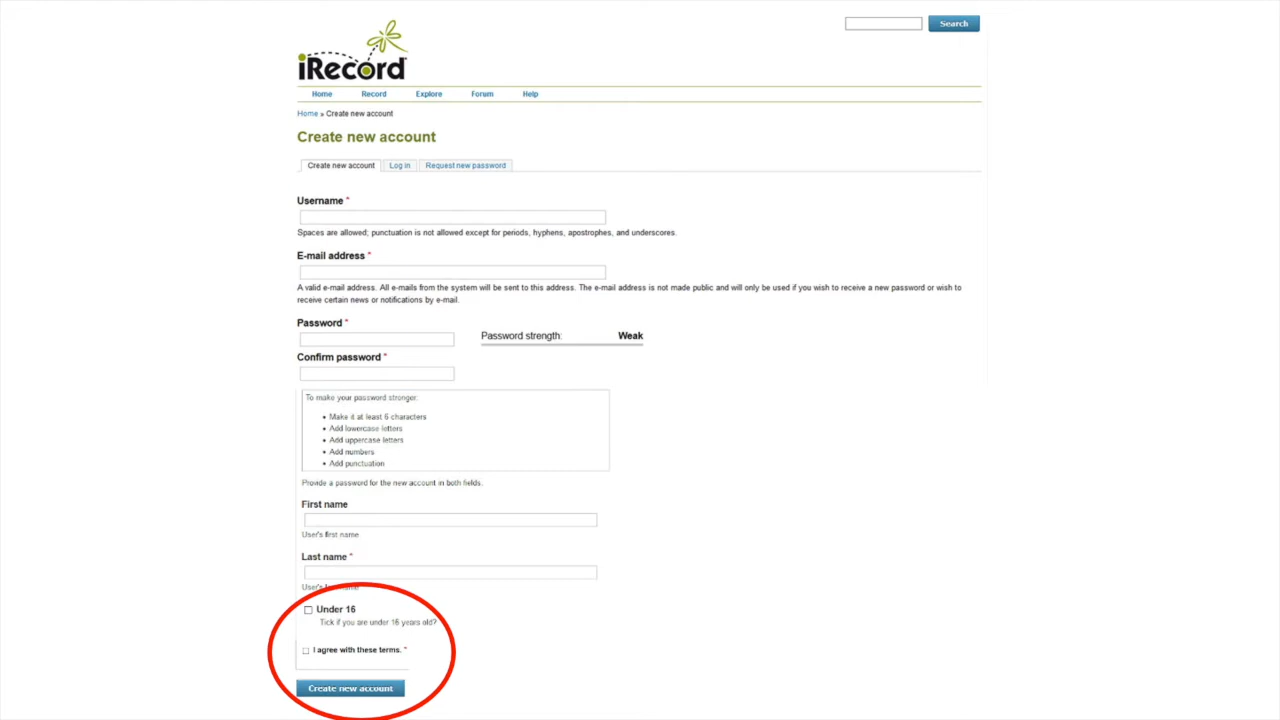 Search
iRecord
Home Record Explore Forum Help
Home » Create new account
Create new account
Create new account Log in Request new password
Username *
Spaces are allowed; punctuation is not allowed except for periods, hyphens, apostrophes, and underscores.
E-mail address *
A valid e-mail address. All e-mails from the system will be sent to this address. The e-mail address is not made public and will only be used if you wish to receive a new password or wish to
receive certain news or notifications by e-mail.
Password *
Password strength: Weak
Confirm password *
To make your password stronger:
• Make it at least 6 characters
• Add lowercase letters
• Add uppercase letters
• Add numbers
• Add punctuation
Provide a password for the new account in both fields.
First name
User's first name
Last name *
User's last name
Under 16
Tick if you are under 16 years old?
I agree with these terms. *
Create new account